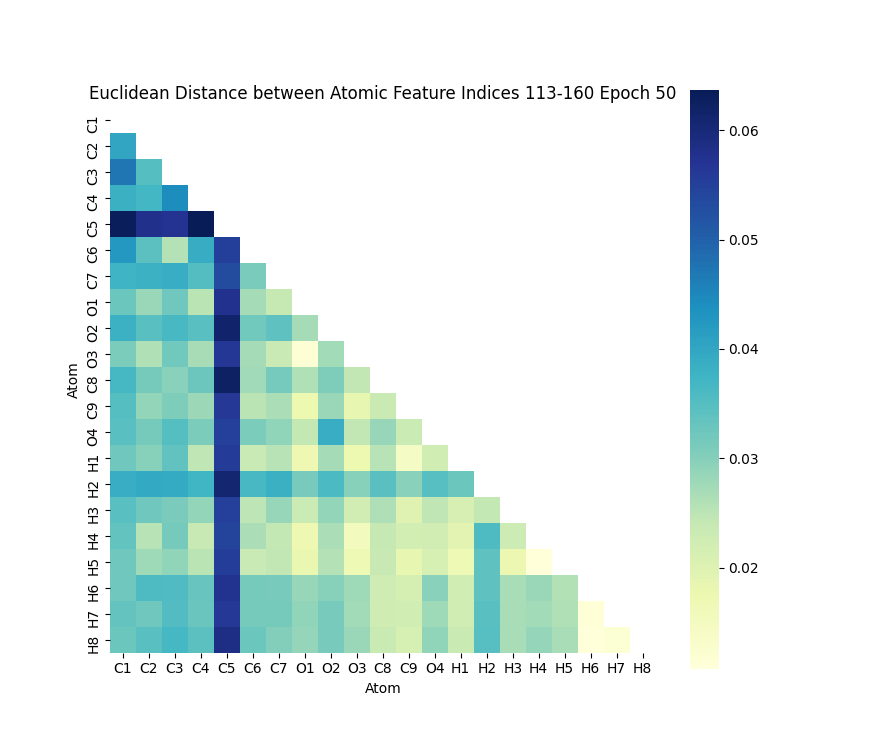 Euclidean Distance between Atomic Feature Indices 113-160 Epoch 50
Atom
C1
C2
C3
C4
C5
C6
C7
O1
O2
O3
C8
C9
O4
H1
H2
H3
H4
H5
H6
H7
H8
C1 C2 C3 C4 C5 C6 C7 O1 O2 O3 C8 C9 O4 H1 H2 H3 H4 H5 H6 H7 H8
Atom
0.06
0.05
0.04
0.03
0.02